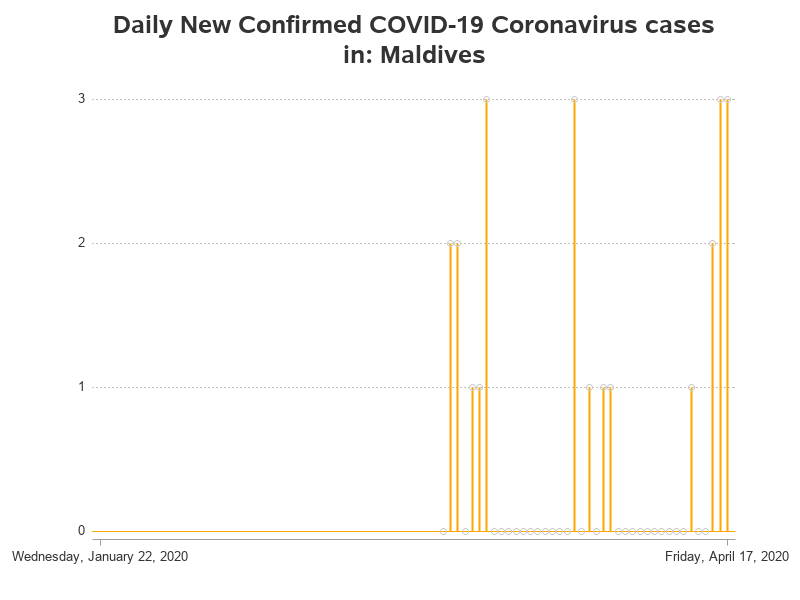 Daily New Confirmed COVID-19 Coronavirus cases
in: Maldives
3
2
1
0
Wednesday, January 22, 2020 Friday, April 17, 2020